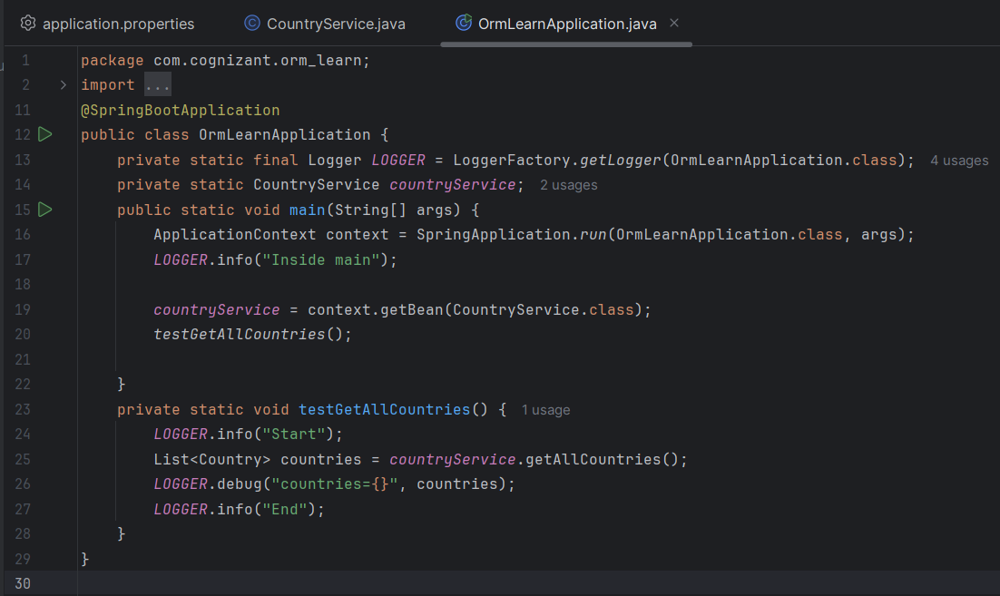 application.properties CountryService.java OrmLearnApplication.java
1 package com.cognizant.orm_learn;
2 import ...
11 @SpringBootApplication
12 public class OrmLearnApplication {
13 private static final Logger LOGGER = LoggerFactory.getLogger(OrmLearnApplication.class); 4 usages
14 private static CountryService countryService; 2 usages
15 public static void main(String[] args) {
16 ApplicationContext context = SpringApplication.run(OrmLearnApplication.class, args);
17 LOGGER.info("Inside main");
18
19 countryService = context.getBean(CountryService.class);
20 testGetAllCountries();
21
22 }
23 private static void testGetAllCountries() { 1 usage
24 LOGGER.info("Start");
25 List<Country> countries = countryService.getAllCountries();
26 LOGGER.debug("countries={}", countries);
27 LOGGER.info("End");
28 }
29 }
30